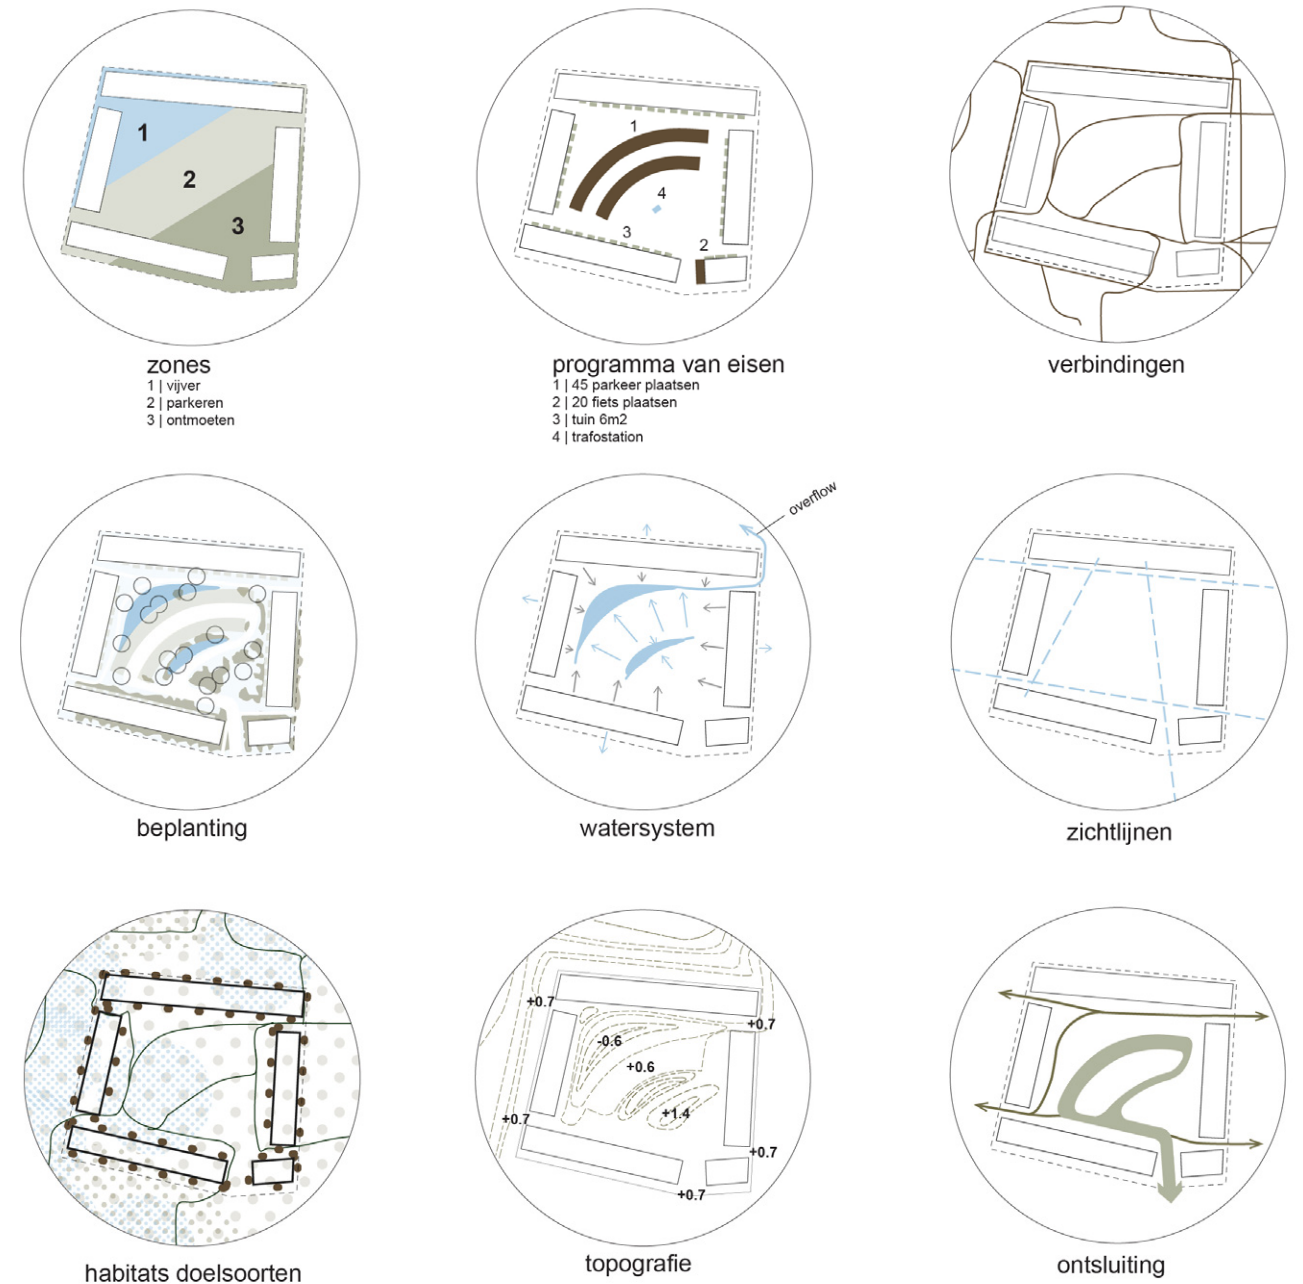 1
2
3
zones
1 | vijver
2 | parkeren
3 | ontmoeten
1
4
3
2
programma van eisen
1 | 45 parkeer plaatsen
2 | 20 fiets plaatsen
3 | tuin 6m2
4 | trafostation
verbindingen
beplanting
overflow
watersystem
zichtlijnen
habitats doelsoorten
+0.7
+0.7
-0.6
+0.6
+1.4
+0.7
+0.7
+0.7
topografie
ontsluiting